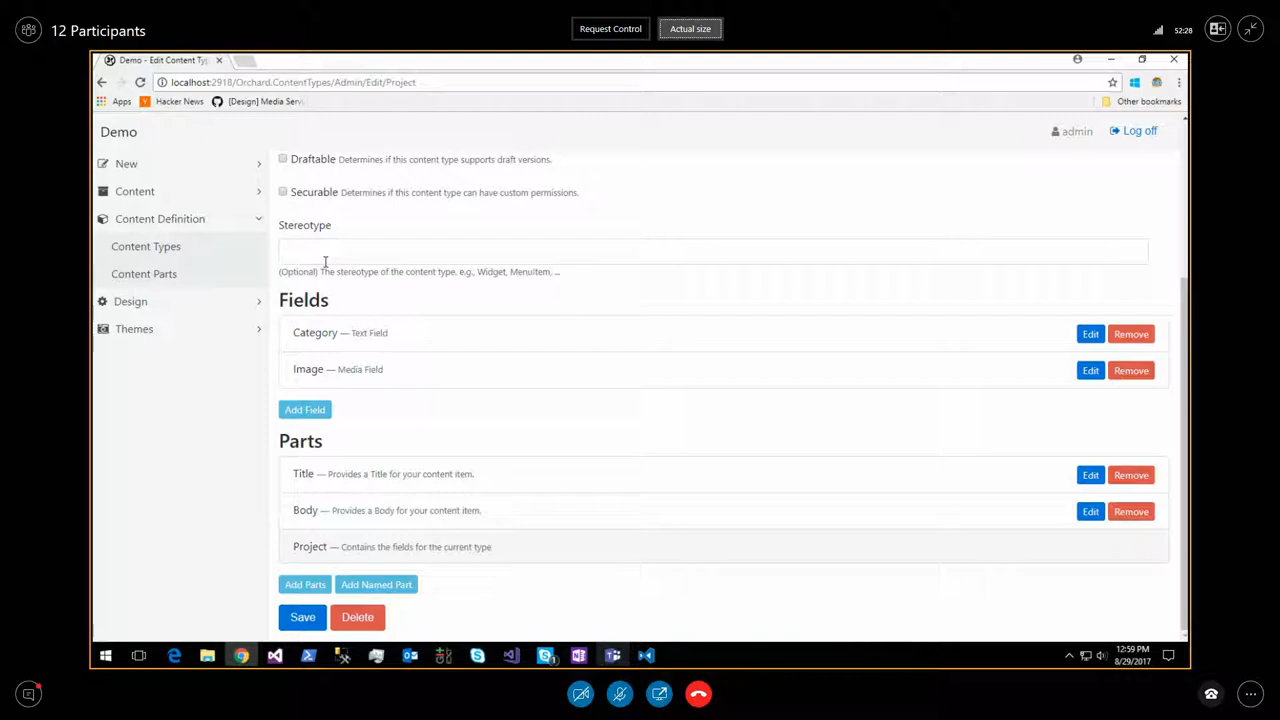 12 Participants
Request Control
Actual size
52:28
Demo - Edit Content Ty
localhost:2918/Orchard.ContentTypes/Admin/Edit/Project
Apps
Hacker News
[Design] Media Serv
Other bookmarks
Demo
admin
Log off
New
Content
Content Definition
Content Types
Content Parts
Design
Themes
Draftable Determines if this content type supports draft versions.
Securable Determines if this content type can have custom permissions.
Stereotype
(Optional) The stereotype of the content type. e.g., Widget, MenuItem, ...
Fields
Category — Text Field
Edit
Remove
Image — Media Field
Edit
Remove
Add Field
Parts
Title — Provides a Title for your content item.
Edit
Remove
Body — Provides a Body for your content item.
Edit
Remove
Project — Contains the fields for the current type
Add Parts
Add Named Part
Save
Delete
12:59 PM
8/29/2017